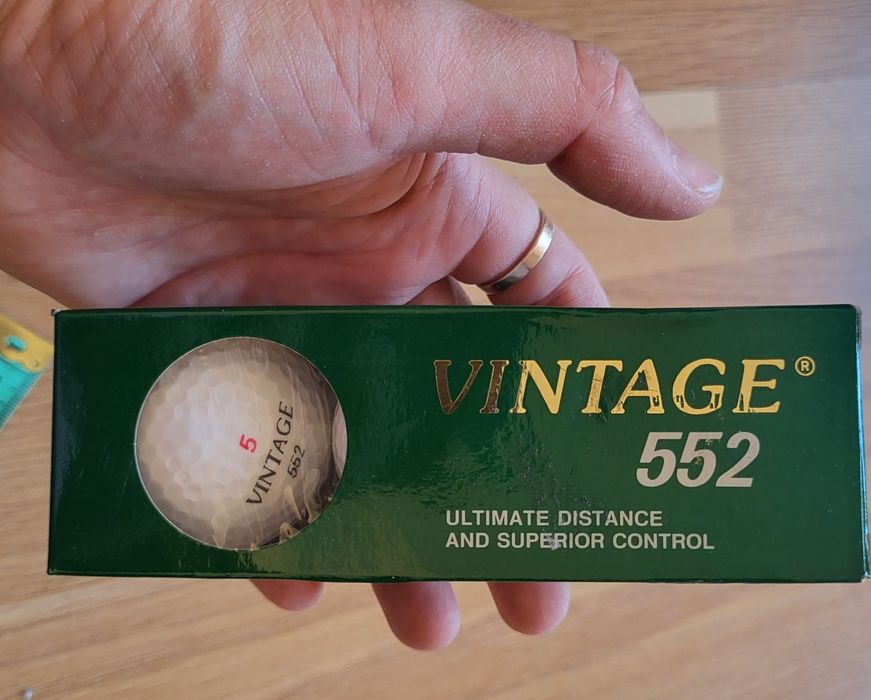 VINTAGE®
552
ULTIMATE DISTANCE
AND SUPERIOR CONTROL
5
VINTAGE
552